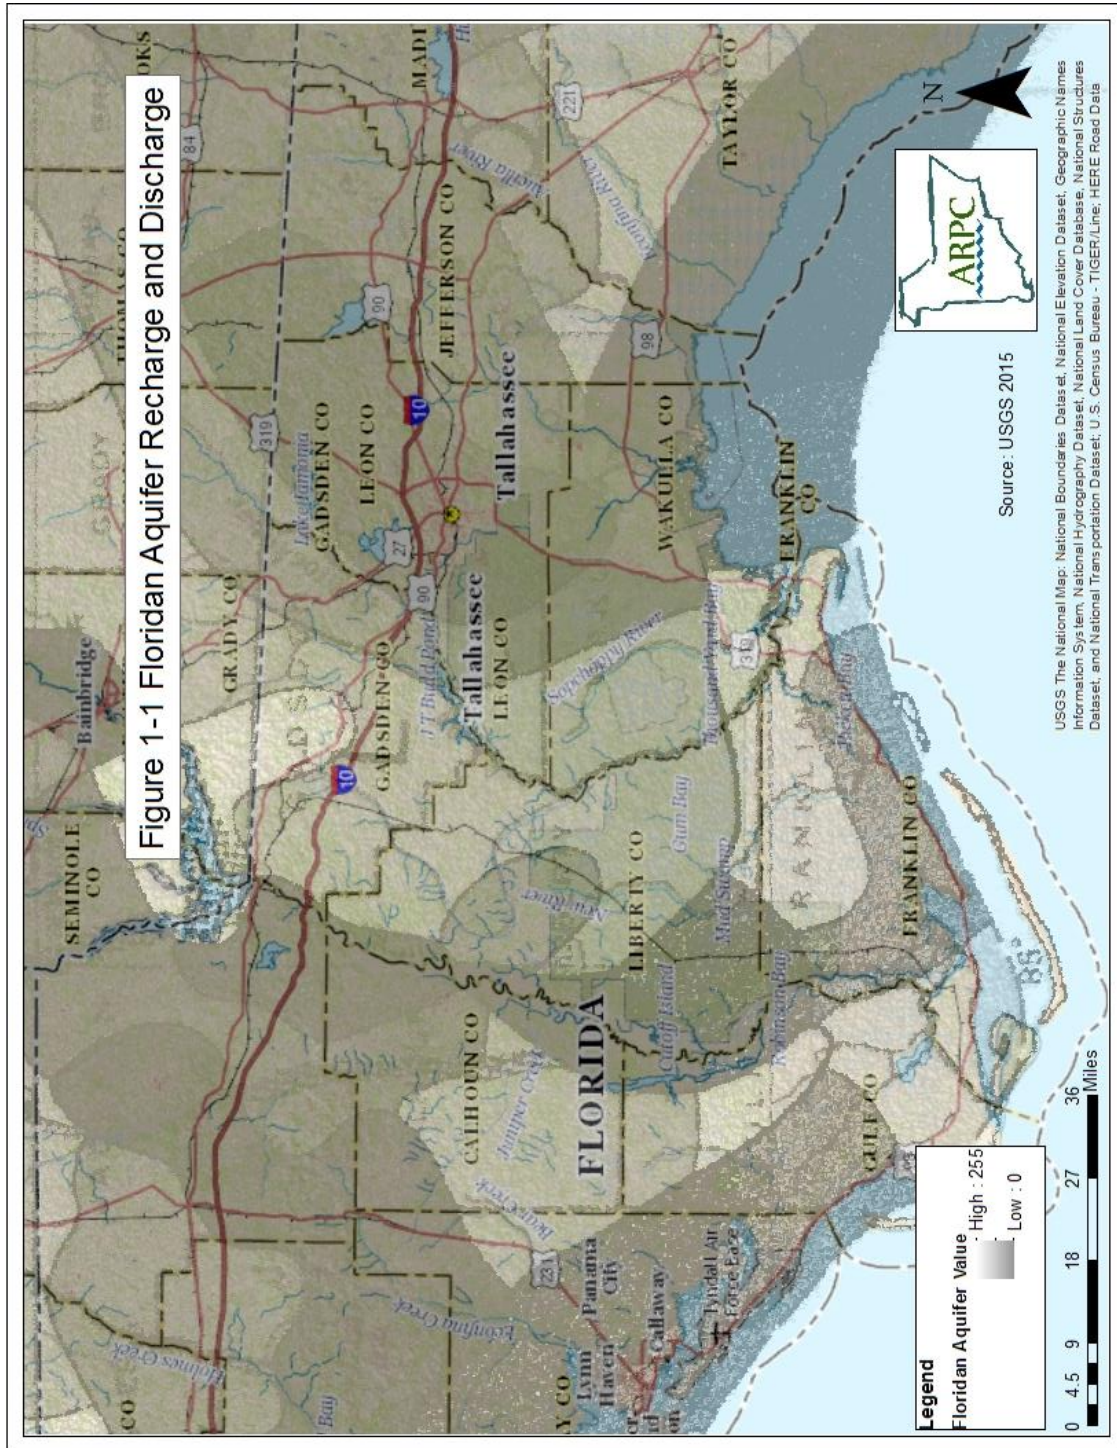 Figure 1-1 Floridan Aquifer Recharge and Discharge
SEMINOLE
CO
Bainbridge
GRADY CO
GRADY
THOMAS CO
OKS
84
319
Lake Iamonia
GADSDEN CO
LEON CO
MADI
221
JEFFERSON CO
Aucilla River
Econfina River
TAYLOR CO
90
10
27
90
Tallahassee
98
WAKULLA CO
FRANKLIN
CO
10
GADSDEN CO
J T Budd Pond
Tallahassee
LEON CO
Sopchoppy River
Thousand Yard Bay
319
LIBERTY CO
New River
Gum Bay
Mud Swamp
FRANKLIN CO
CALHOUN CO
Juniper Creek
FLORIDA
Cutoff Island
Robinson Bay
GULF CO
Bear Creek
231
Econfina Creek
Holmes Creek
CO
Bay
Y CO
Lynn
Haven
Panama
City
Callaway
Tyndall Air
Force Base
N
ARPC
Source: USGS 2015
USGS The National Map: National Boundaries Dataset, National Elevation Dataset, Geographic Names
Information System, National Hydrography Dataset, National Land Cover Database, National Structures
Dataset, and National Transportation Dataset; U.S. Census Bureau - TIGER/Line; HERE Road Data
Legend
Floridan Aquifer Value
High : 255
Low : 0
0 4.5 9 18 27 36
Miles